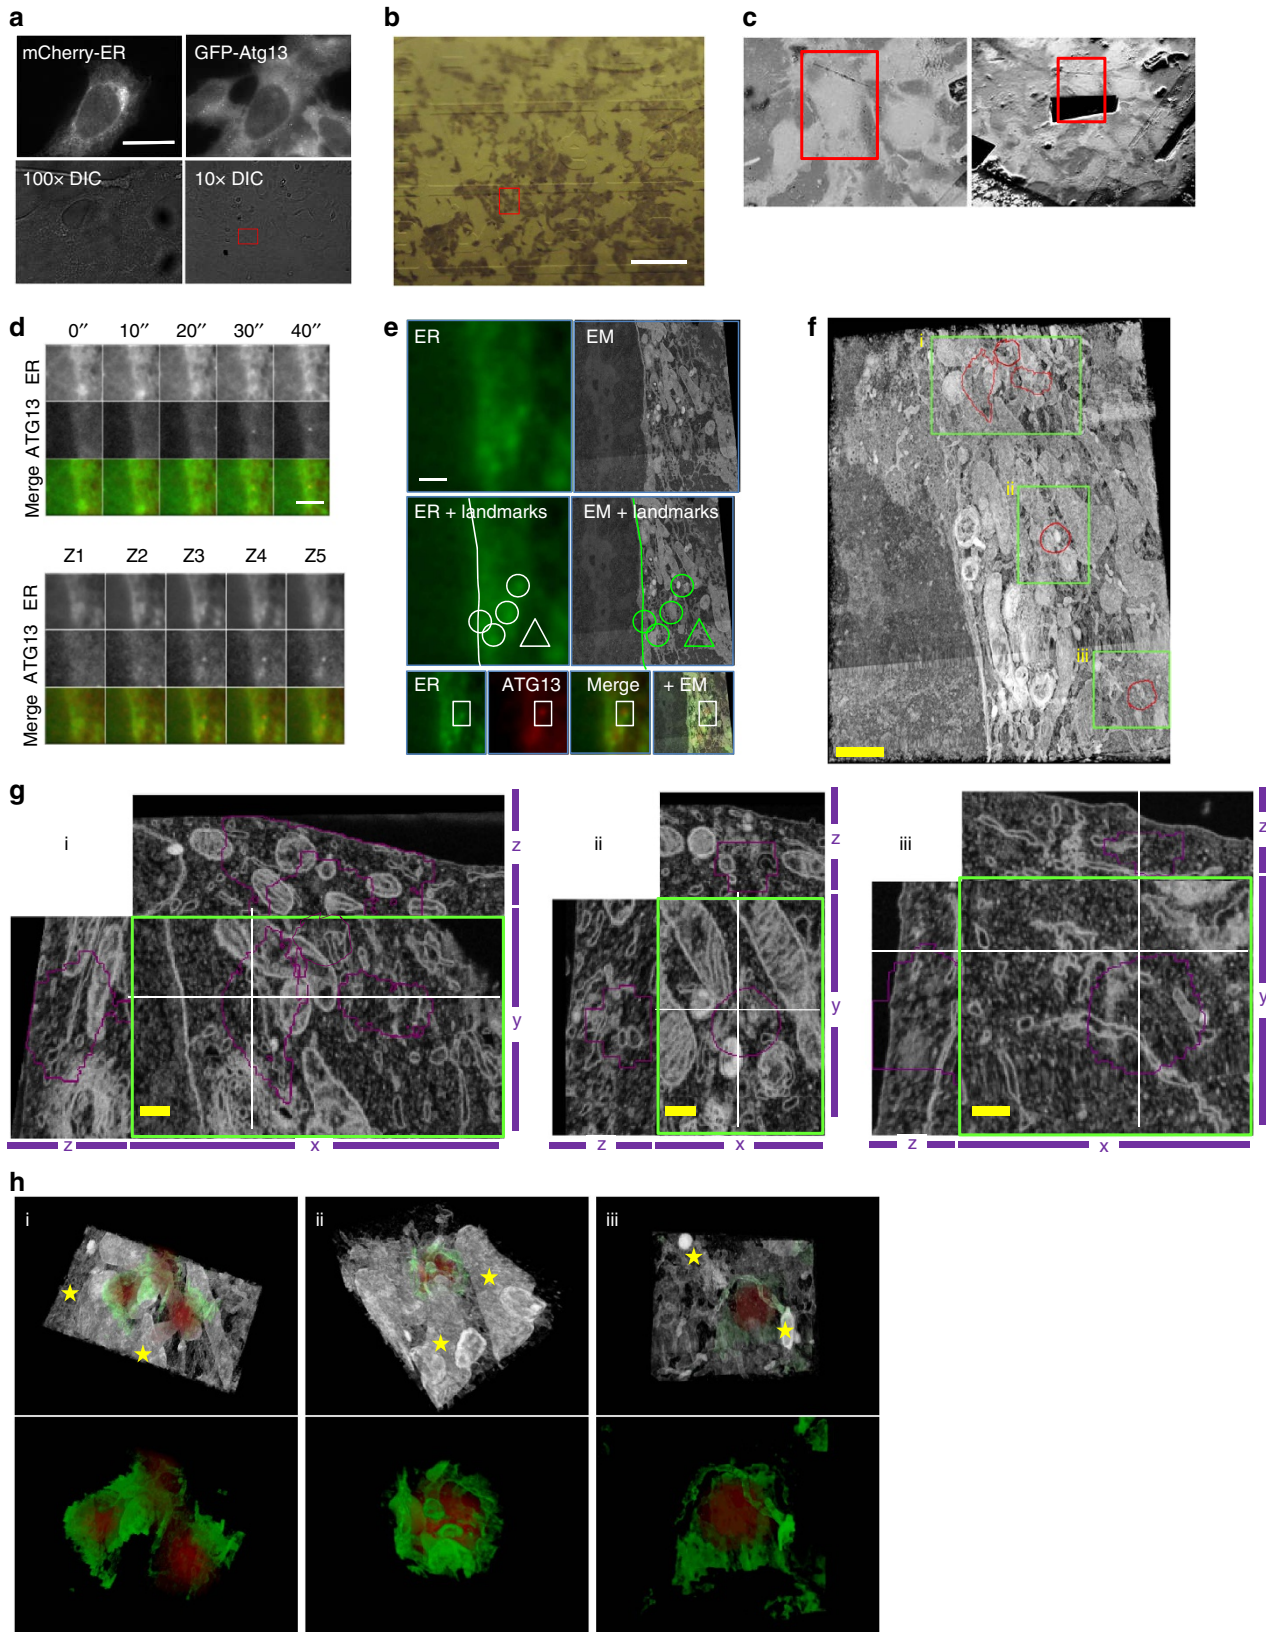 a
mCherry-ER
GFP-Atg13
100× DIC
10× DIC
b
c
d
0″ 10″ 20″ 30″ 40″
ER
ATG13
Merge
Z1 Z2 Z3 Z4 Z5
ER
ATG13
Merge
e
ER
EM
ER + landmarks
EM + landmarks
ER
ATG13
Merge
+ EM
f
i
ii
iii
g
i
z
y
z
x
ii
z
y
z
x
iii
z
y
z
x
h
i
ii
iii